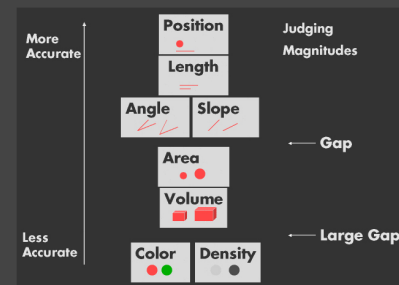 Position
Judging
Magnitudes
More
Accurate
Length
Angle
Slope
Gap
Area
Volume
Large Gap
Less
Accurate
Color
Density